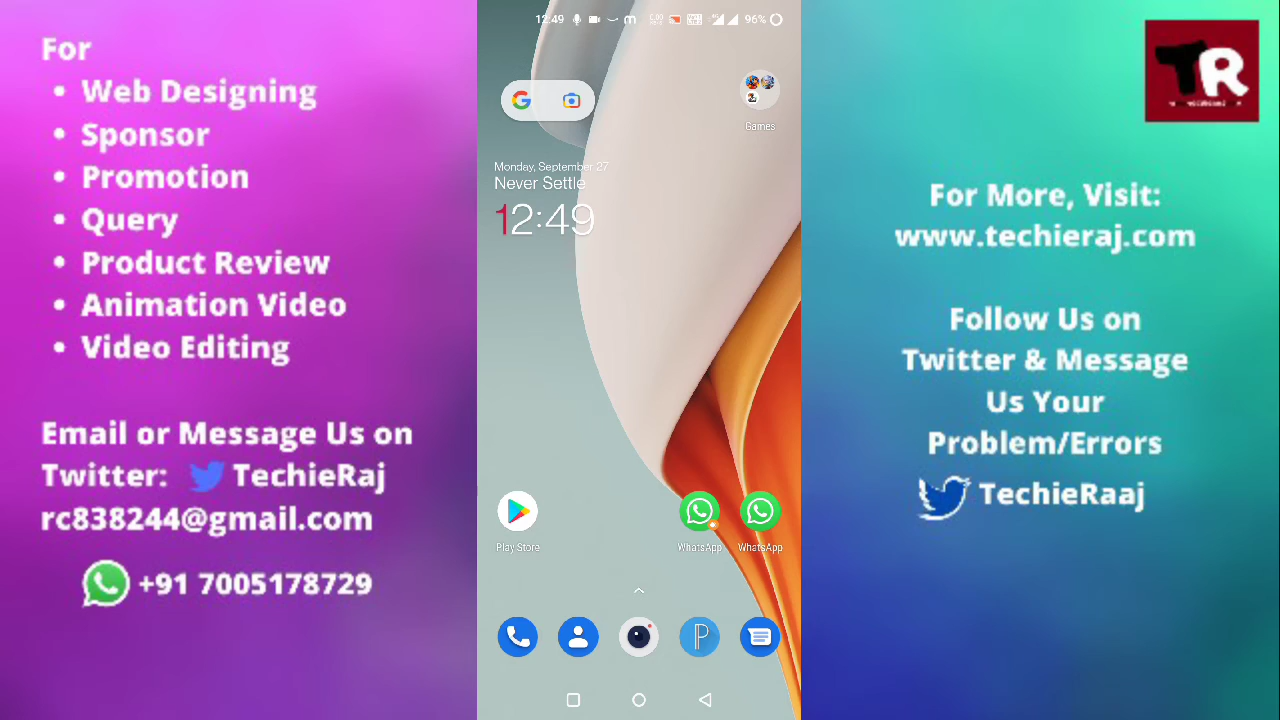 For
• Web Designing
• Sponsor
• Promotion
• Query
• Product Review
• Animation Video
• Video Editing
Email or Message Us on
Twitter: TechieRaj
rc838244@gmail.com
+91 7005178729
12:49
96%
Games
Monday, September 27
Never Settle
12:49
Play Store
WhatsApp
WhatsApp
TR
For More, Visit:
www.techieraj.com
Follow Us on
Twitter & Message
Us Your
Problem/Errors
TechieRaaj